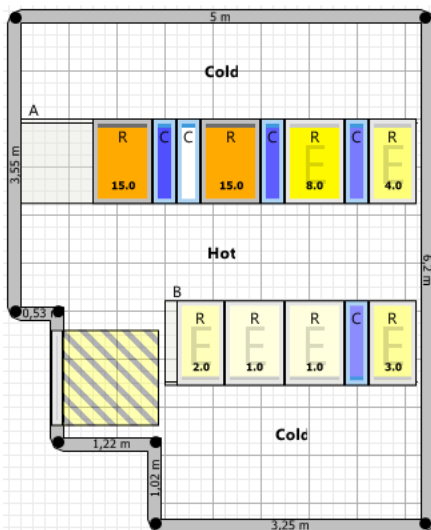 5 m
Cold
A
R C C R C R C R
15.0 15.0 8.0 4.0
3,55 m
6,2 m
Hot
0,53 m
B
R R R C R
2.0 1.0 1.0 3.0
Cold
1,22 m
1,02 m
3,25 m